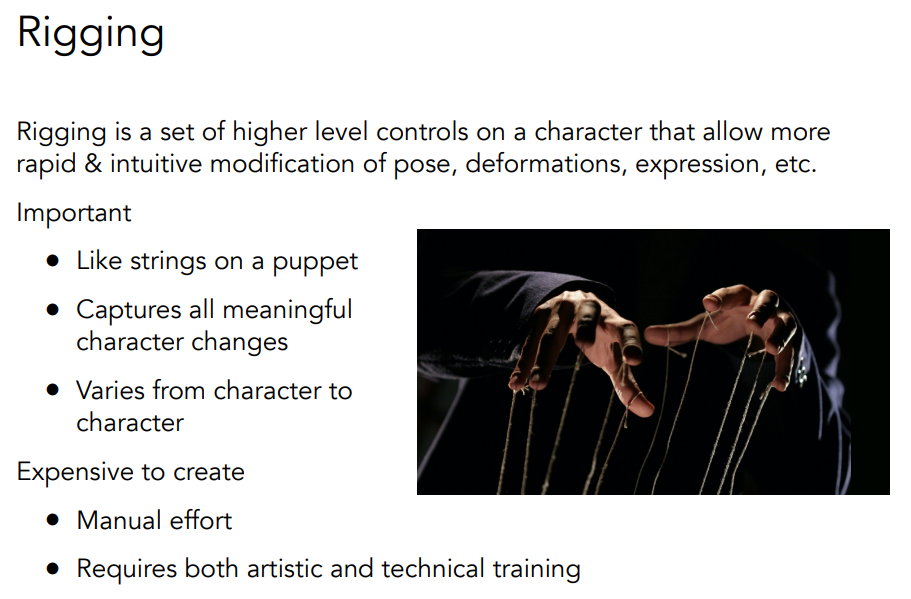 Rigging
Rigging is a set of higher level controls on a character that allow more
rapid & intuitive modification of pose, deformations, expression, etc.
Important
● Like strings on a puppet
● Captures all meaningful
character changes
● Varies from character to
character
Expensive to create
● Manual effort
● Requires both artistic and technical training